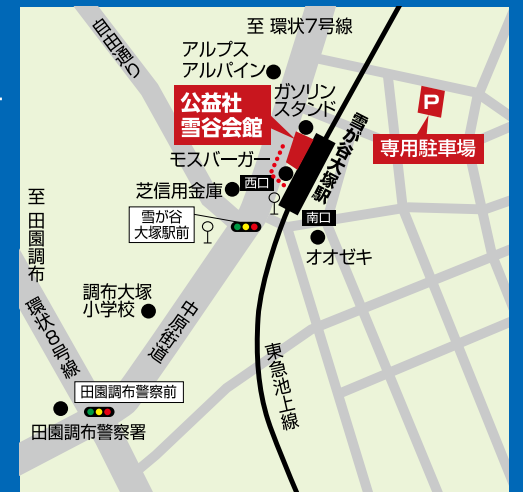 至 環状7号線
自由通り
アルプス
アルパイン
ガソリン
スタンド
公益社
雪谷会館
P
専用駐車場
雪が谷大塚駅
モスバーガー
芝信用金庫
西口
至 田園調布
雪が谷
大塚駅前
南口
オオゼキ
調布大塚
小学校
中原街道
環状8号線
東急池上線
田園調布警察前
田園調布警察署